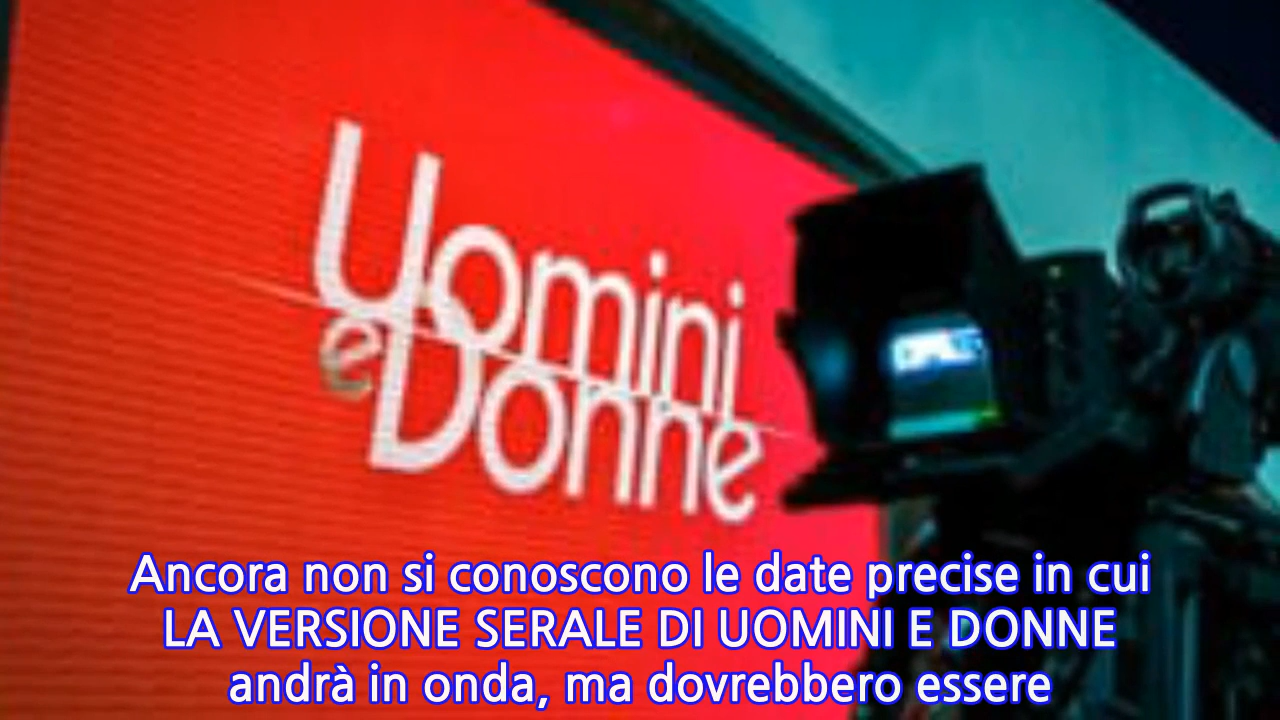 Uomini
e Donne
Ancora non si conoscono le date precise in cui
LA VERSIONE SERALE DI UOMINI E DONNE
andrà in onda, ma dovrebbero essere